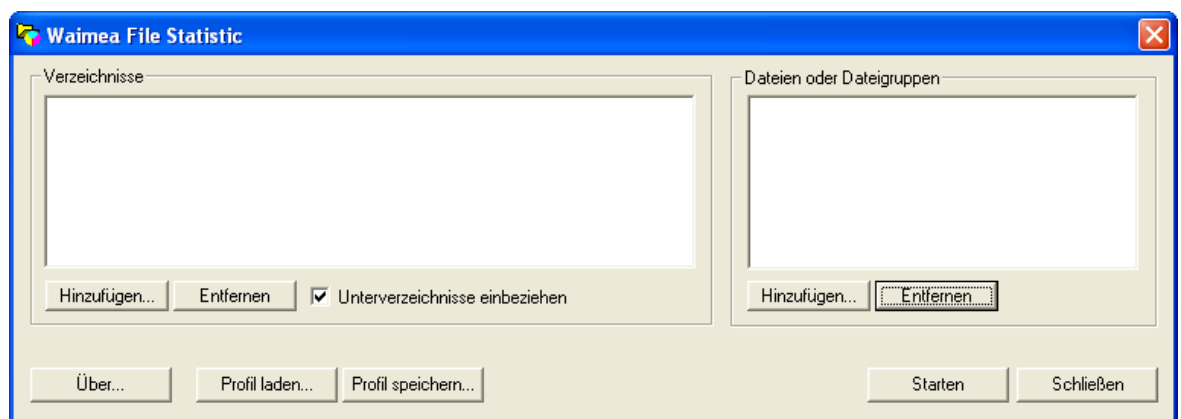 Waimea File Statistic
Verzeichnisse
Dateien oder Dateigruppen
Hinzufügen... Entfernen Unterverzeichnisse einbeziehen
Hinzufügen... Entfernen
Über... Profil laden... Profil speichern... Starten Schließen